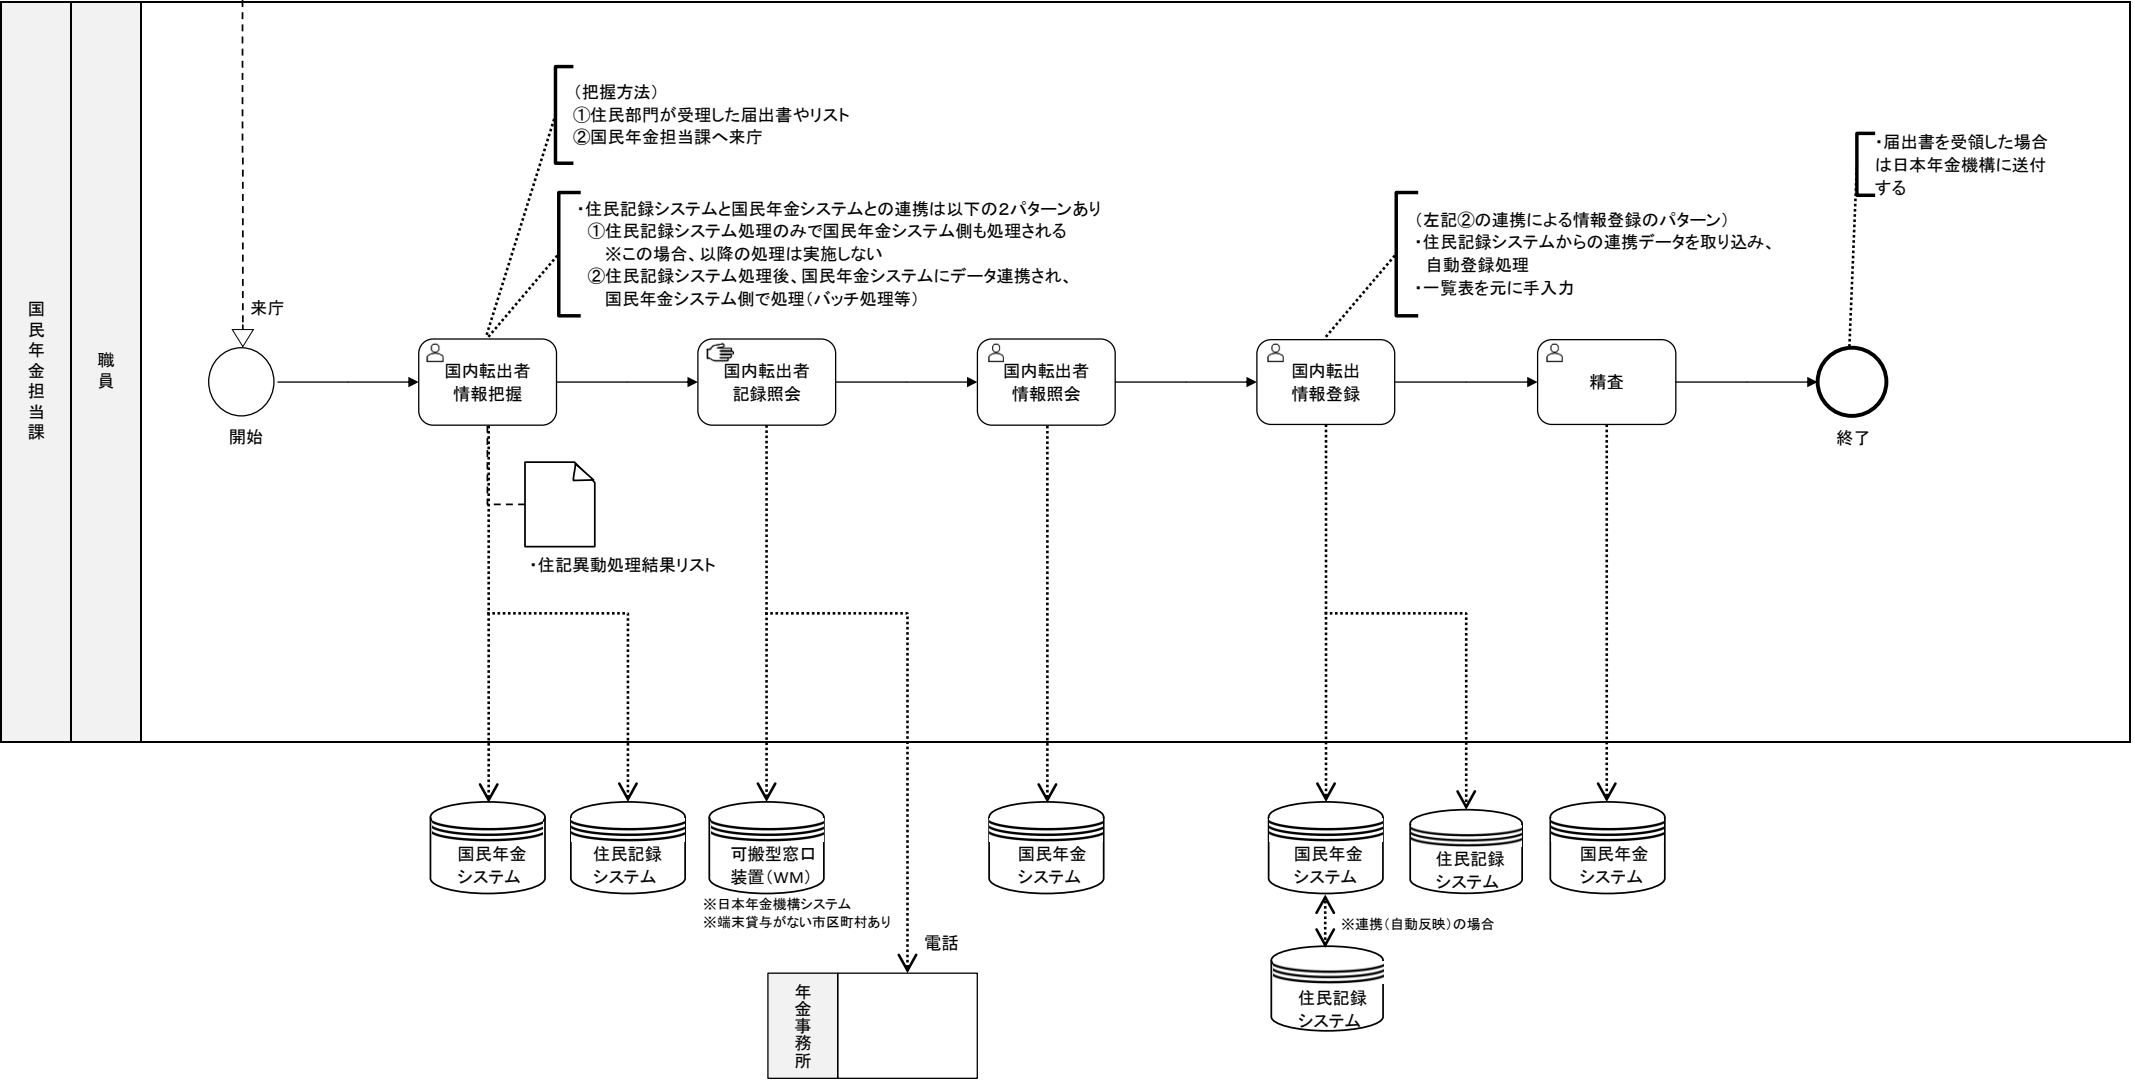 国民年金担当課
職員
来庁
開始
（把握方法）
①住民部門が受理した届出書やリスト
②国民年金担当課へ来庁
・住民記録システムと国民年金システムとの連携は以下の２パターンあり
①住民記録システム処理のみで国民年金システム側も処理される
※この場合、以降の処理は実施しない
②住民記録システム処理後、国民年金システムにデータ連携され、
国民年金システム側で処理（バッチ処理等）
（左記②の連携による情報登録のパターン）
・住民記録システムからの連携データを取り込み、
自動登録処理
・一覧表を元に手入力
・届出書を受領した場合
は日本年金機構に送付
する
国内転出者
情報把握
国内転出者
記録照会
国内転出者
情報照会
国内転出
情報登録
精査
終了
・住記異動処理結果リスト
国民年金
システム
住民記録
システム
可搬型窓口
装置（WM）
※日本年金機構システム
※端末貸与がない市区町村あり
国民年金
システム
国民年金
システム
住民記録
システム
国民年金
システム
※連携（自動反映）の場合
電話
年金事務所
住民記録
システム